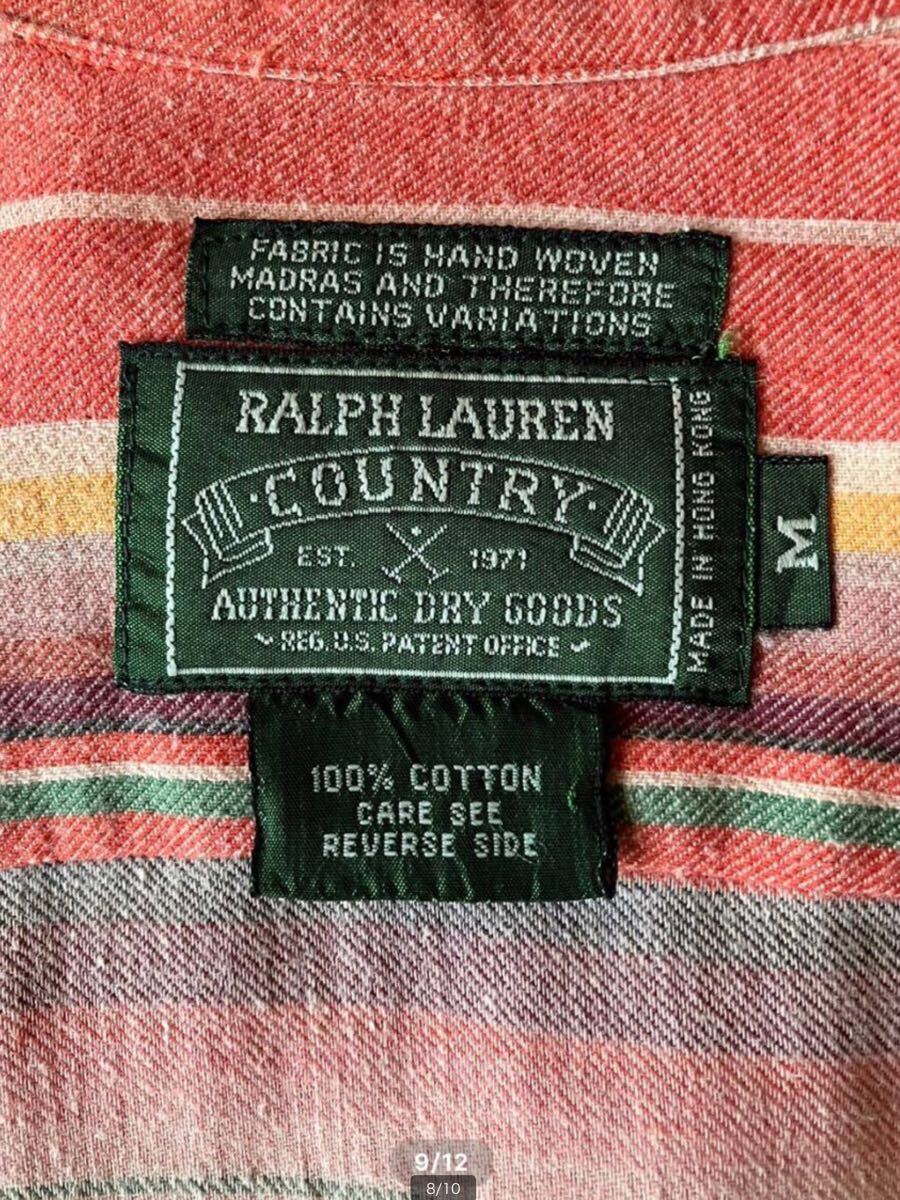 FABRIC IS HAND WOVEN
MADRAS AND THEREFORE
CONTAINS VARIATIONS
RALPH LAUREN
·COUNTRY·
EST. 1971
AUTHENTIC DRY GOODS
REG. U.S. PATENT OFFICE
MADE IN HONG KONG
M
100% COTTON
CARE SEE
REVERSE SIDE
9/12
8/10